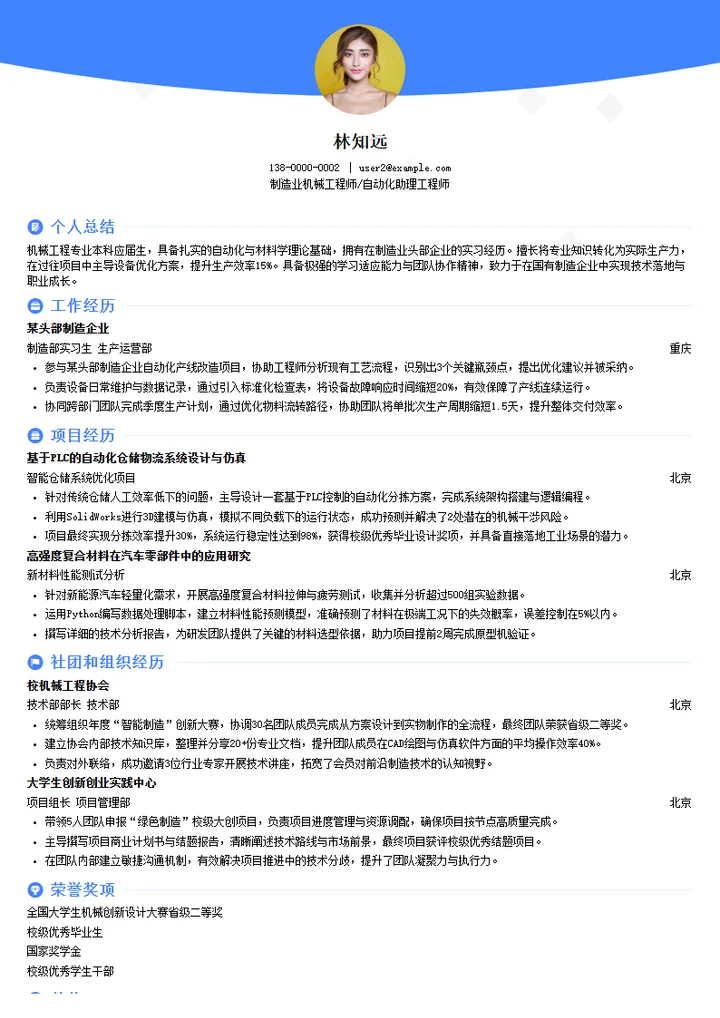 林知远
138-0000-0002 | user2@example.com
制造业机械工程师/自动化助理工程师
个人总结
机械工程专业本科应届生，具备扎实的自动化与材料学理论基础，拥有在制造业头部企业的实习经历。擅长将专业知识转化为实际生产力，
在过往项目中主导设备优化方案，提升生产效率15%。具备极强的学习适应能力与团队协作精神，致力于在国有制造企业中实现技术落地与
职业成长。
工作经历
某头部制造企业
制造部实习生 生产运营部 重庆
• 参与某头部制造企业自动化产线改造项目，协助工程师分析现有工艺流程，识别出3个关键瓶颈点，提出优化建议并被采纳。
• 负责设备日常维护与数据记录，通过引入标准化检查表，将设备故障响应时间缩短20%，有效保障了产线连续运行。
• 协同跨部门团队完成季度生产计划，通过优化物料流转路径，协助团队将单批次生产周期缩短1.5天，提升整体交付效率。
项目经历
基于PLC的自动化仓储物流系统设计与仿真
智能仓储系统优化项目 北京
• 针对传统仓储人工效率低下的问题，主导设计一套基于PLC控制的自动化分拣方案，完成系统架构搭建与逻辑编程。
• 利用SolidWorks进行3D建模与仿真，模拟不同负载下的运行状态，成功预测并解决了2处潜在的机械干涉风险。
• 项目最终实现分拣效率提升30%，系统运行稳定性达到98%，获得校级优秀毕业设计奖项，并具备直接落地工业场景的潜力。
高强度复合材料在汽车零部件中的应用研究
新材料性能测试分析 北京
• 针对新能源汽车轻量化需求，开展高强度复合材料拉伸与疲劳测试，收集并分析超过500组实验数据。
• 运用Python编写数据处理脚本，建立材料性能预测模型，准确预测了材料在极端工况下的失效概率，误差控制在5%以内。
• 撰写详细的技术分析报告，为研发团队提供了关键的材料选型依据，助力项目提前2周完成原型机验证。
社团和组织经历
校机械工程协会
技术部部长 技术部 北京
• 统筹组织年度“智能制造”创新大赛，协调30名团队成员完成从方案设计到实物制作的全流程，最终团队荣获省级二等奖。
• 建立协会内部技术知识库，整理并分享20+份专业文档，提升团队成员在CAD绘图与仿真软件方面的平均操作效率40%。
• 负责对外联络，成功邀请3位行业专家开展技术讲座，拓宽了会员对前沿制造技术的认知视野。
大学生创新创业实践中心
项目组长 项目管理部 北京
• 带领5人团队申报“绿色制造”校级大创项目，负责项目进度管理与资源调配，确保项目按节点高质量完成。
• 主导撰写项目商业计划书与结题报告，清晰阐述技术路线与市场前景，最终项目获评校级优秀结题项目。
• 在团队内部建立敏捷沟通机制，有效解决项目推进中的技术分歧，提升了团队凝聚力与执行力。
荣誉奖项
全国大学生机械创新设计大赛省级二等奖
校级优秀毕业生
国家奖学金
校级优秀学生干部